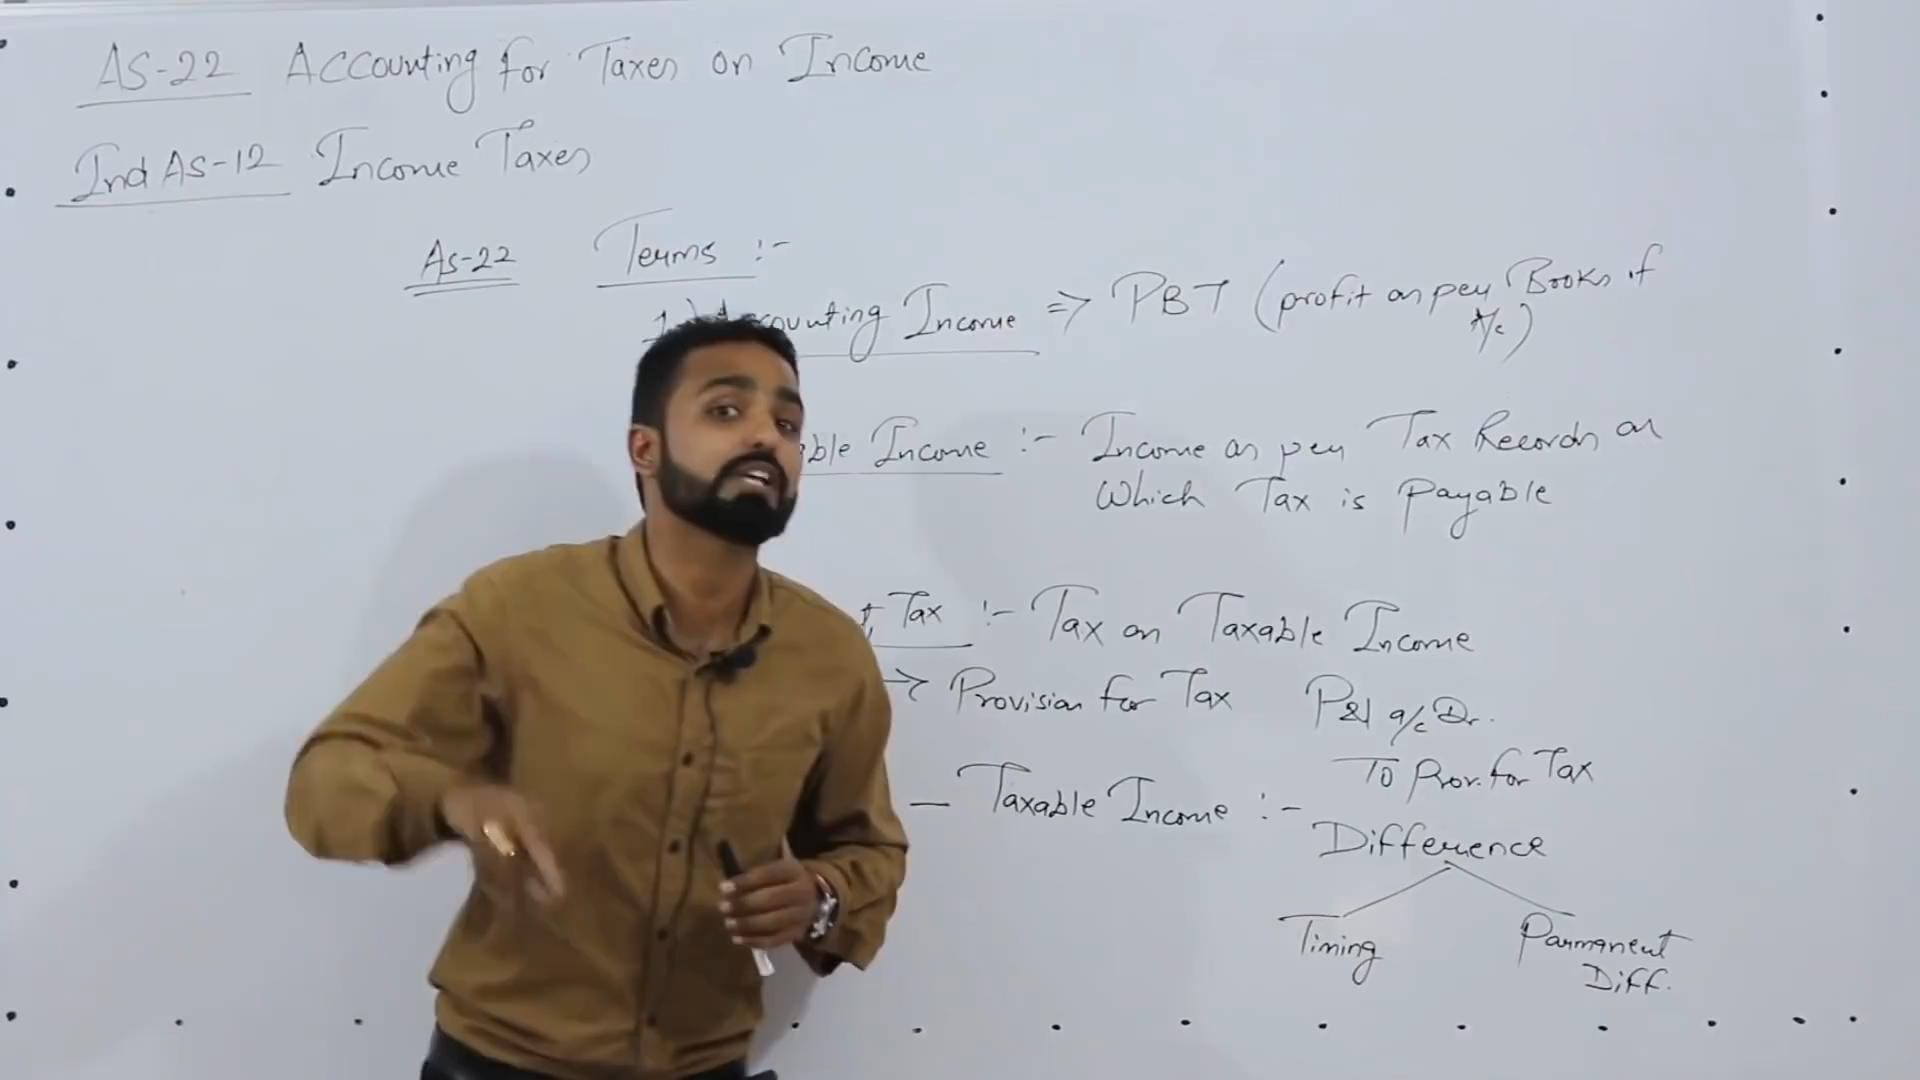 AS-22 Accounting for Taxes on Income
Ind AS-12 Income Taxes
AS-22 Terms :-
1.) Accounting Income => PBT (profit as per Books of A/c)
Income :- Income as per Tax Records on
Which Tax is Payable
Tax :- Tax on Taxable Income
→ Provision for Tax P&l a/c Dr.
To Prov. for Tax
— Taxable Income :-
Difference
Timing Parmanent
Diff.